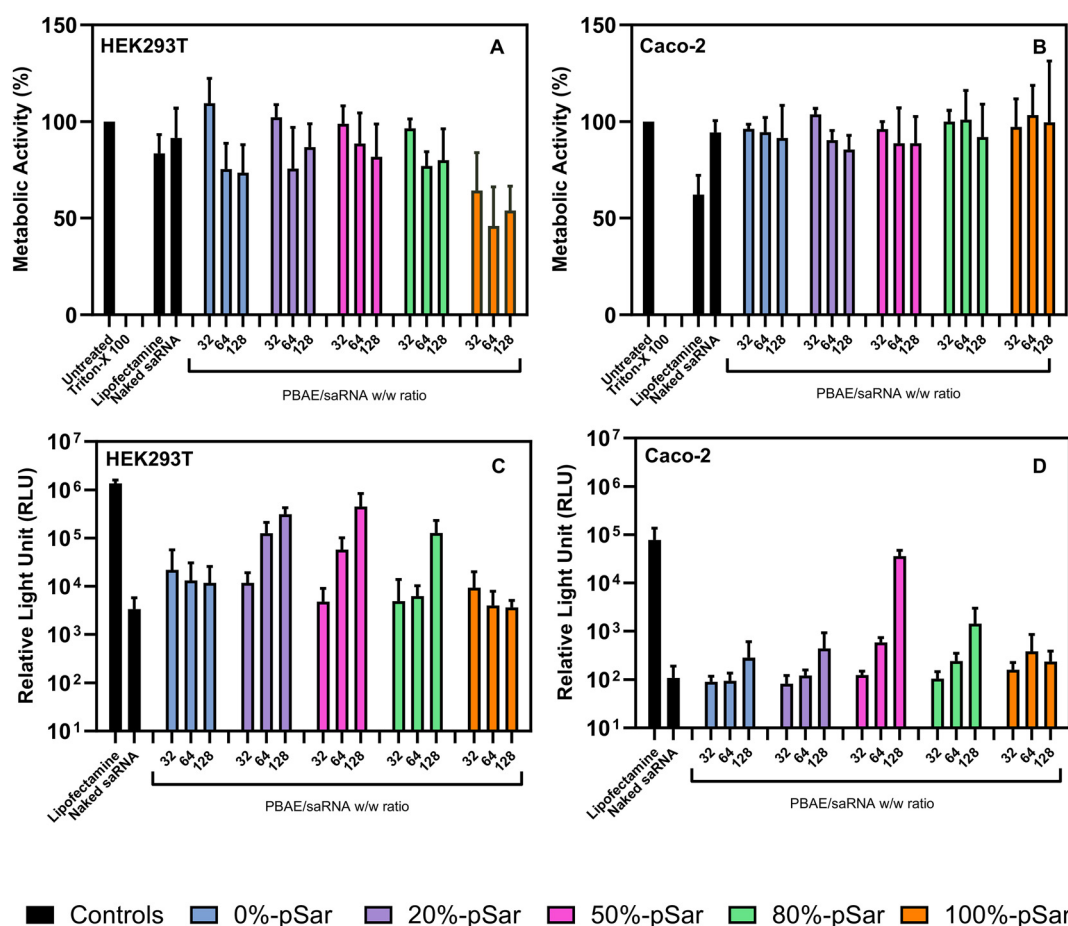 HEK293T
A
Metabolic Activity (%)
150
100
50
0
Untreated
Triton-X 100
Lipofectamine
Naked saRNA
32 64 128 32 64 128 32 64 128 32 64 128 32 64 128
PBAE/saRNA w/w ratio
Caco-2
B
Metabolic Activity (%)
150
100
50
0
Untreated
Triton-X 100
Lipofectamine
Naked saRNA
32 64 128 32 64 128 32 64 128 32 64 128 32 64 128
PBAE/saRNA w/w ratio
HEK293T
C
Relative Light Unit (RLU)
10⁷
10⁶
10⁵
10⁴
10³
10²
10¹
Lipofectamine
Naked saRNA
32 64 128 32 64 128 32 64 128 32 64 128 32 64 128
PBAE/saRNA w/w ratio
Caco-2
D
Relative Light Unit (RLU)
10⁷
10⁶
10⁵
10⁴
10³
10²
10¹
Lipofectamine
Naked saRNA
32 64 128 32 64 128 32 64 128 32 64 128 32 64 128
PBAE/saRNA w/w ratio
Controls 0%-pSar 20%-pSar 50%-pSar 80%-pSar 100%-pSar